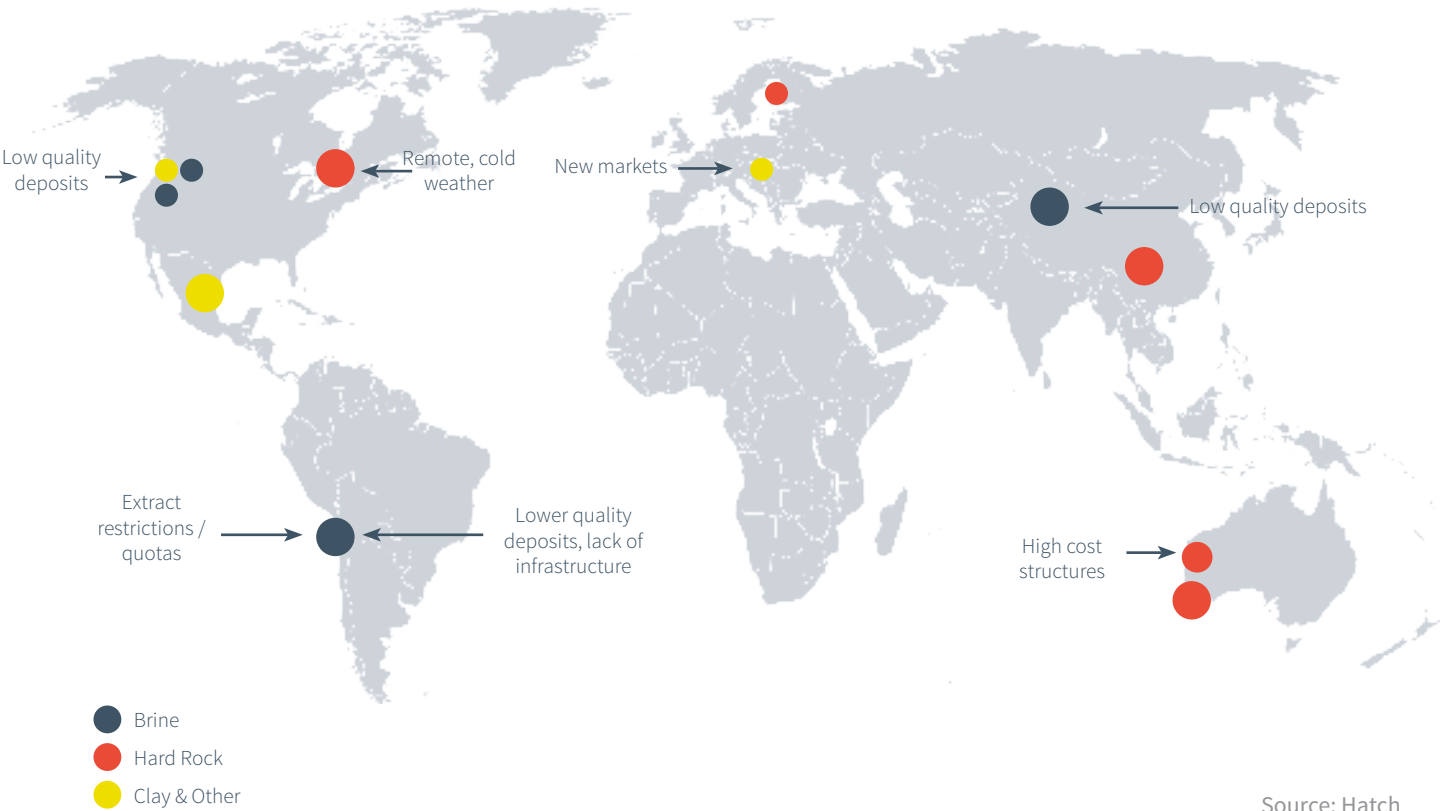 Low quality
deposits
Remote, cold
weather
New markets
Low quality deposits
Extract
restrictions /
quotas
Lower quality
deposits, lack of
infrastructure
High cost
structures
Brine
Hard Rock
Clay & Other
Source: Hatch